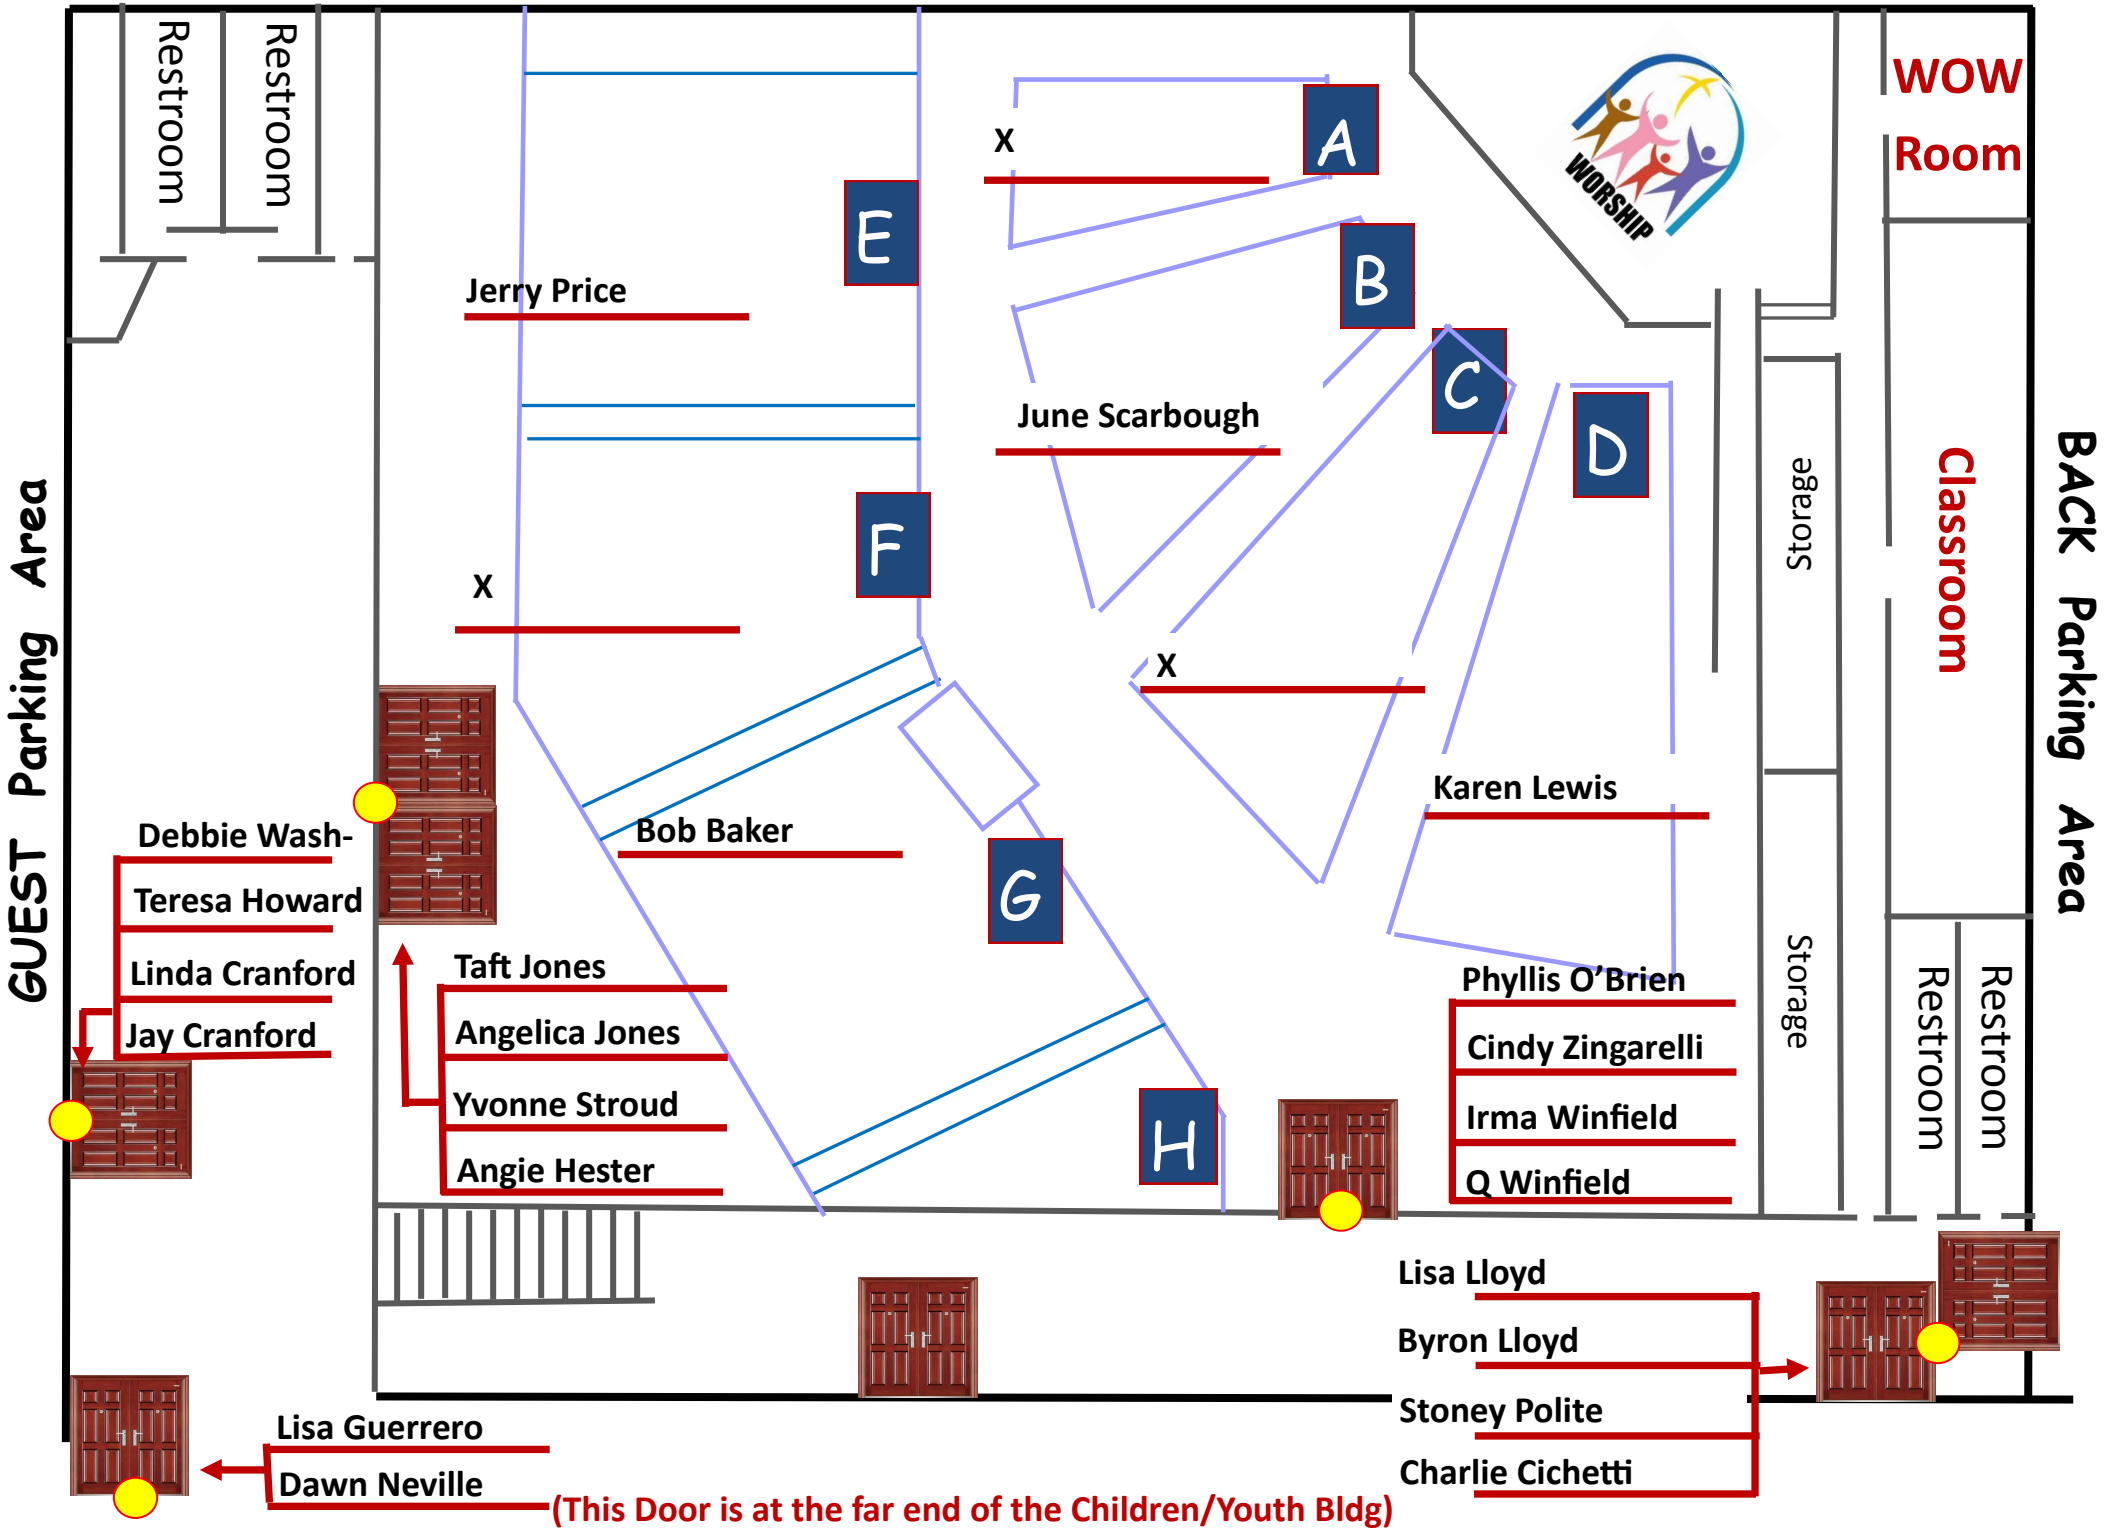 Restroom
Restroom
WORSHIP
WOW
Room
A
X
E
B
Jerry Price
C
June Scarbough
D
F
X
X
Storage
Classroom
GUEST Parking Area
BACK Parking Area
Karen Lewis
Bob Baker
G
Debbie Wash-
Teresa Howard
Linda Cranford
Jay Cranford
Taft Jones
Angelica Jones
Yvonne Stroud
Angie Hester
H
Phyllis O’Brien
Cindy Zingarelli
Irma Winfield
Q Winfield
Storage
Restroom
Restroom
Lisa Lloyd
Byron Lloyd
Stoney Polite
Charlie Cichetti
Lisa Guerrero
Dawn Neville
(This Door is at the far end of the Children/Youth Bldg)